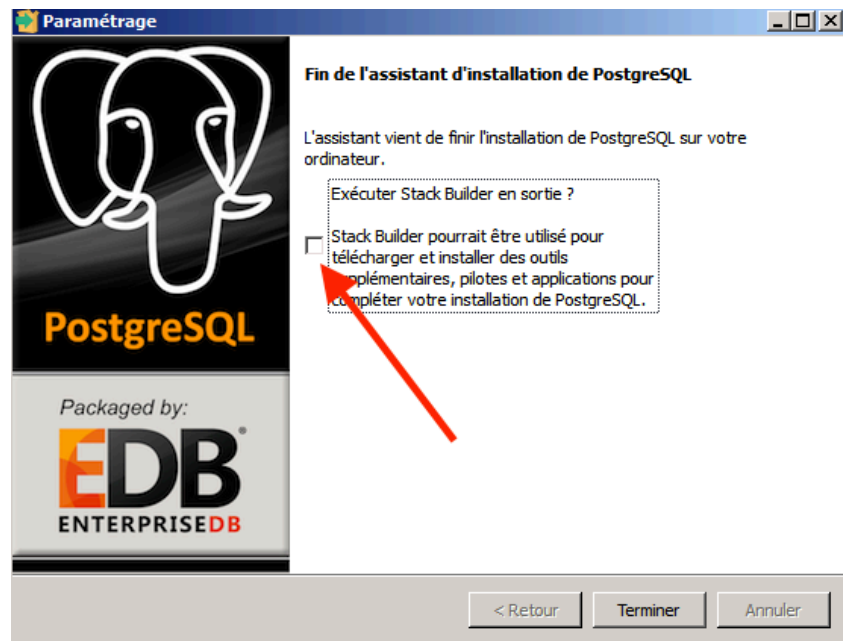 Paramétrage
Fin de l'assistant d'installation de PostgreSQL
L'assistant vient de finir l'installation de PostgreSQL sur votre
ordinateur.
Exécuter Stack Builder en sortie ?
Stack Builder pourrait être utilisé pour
télécharger et installer des outils
supplémentaires, pilotes et applications pour
compléter votre installation de PostgreSQL.
PostgreSQL
Packaged by:
EDB
ENTERPRISEDB
< Retour
Terminer
Annuler